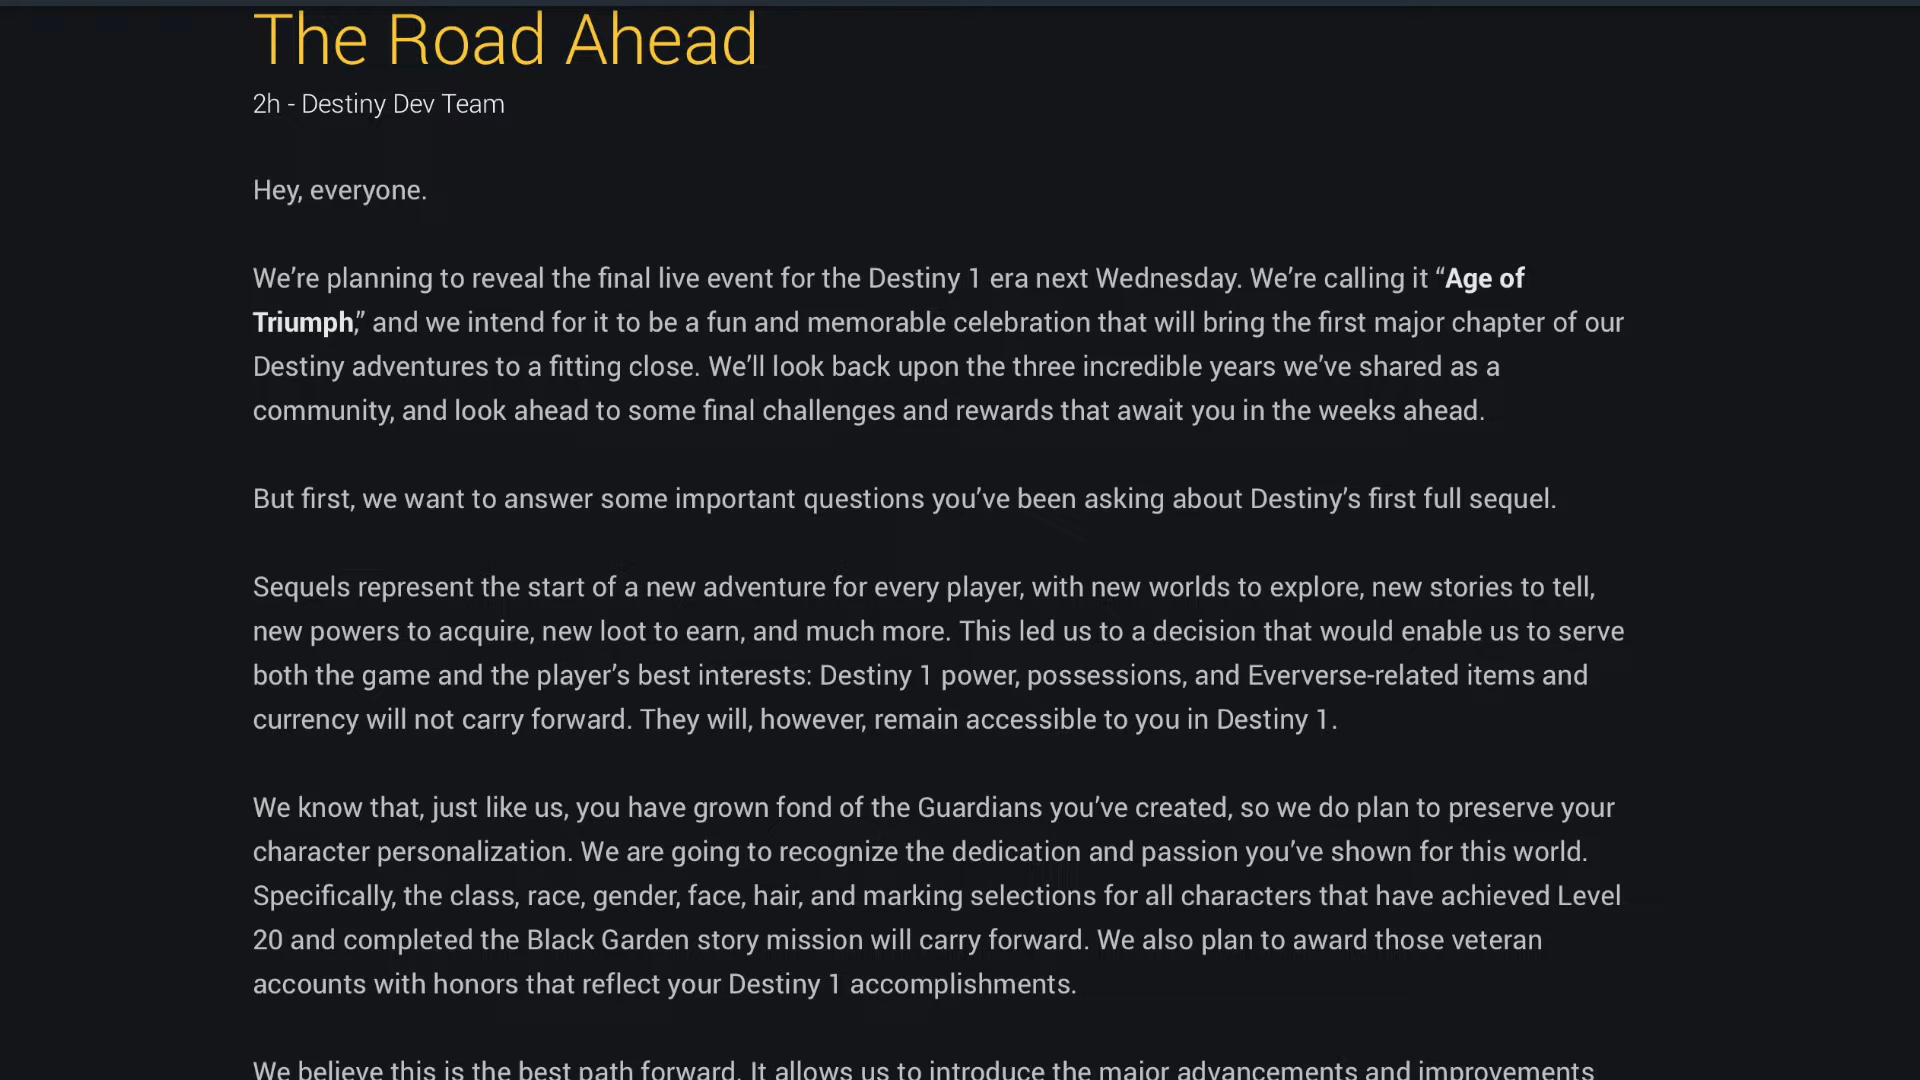 The Road Ahead
2h - Destiny Dev Team
Hey, everyone.
We’re planning to reveal the final live event for the Destiny 1 era next Wednesday. We’re calling it “Age of
Triumph,” and we intend for it to be a fun and memorable celebration that will bring the first major chapter of our
Destiny adventures to a fitting close. We’ll look back upon the three incredible years we’ve shared as a
community, and look ahead to some final challenges and rewards that await you in the weeks ahead.
But first, we want to answer some important questions you’ve been asking about Destiny’s first full sequel.
Sequels represent the start of a new adventure for every player, with new worlds to explore, new stories to tell,
new powers to acquire, new loot to earn, and much more. This led us to a decision that would enable us to serve
both the game and the player’s best interests: Destiny 1 power, possessions, and Eververse-related items and
currency will not carry forward. They will, however, remain accessible to you in Destiny 1.
We know that, just like us, you have grown fond of the Guardians you’ve created, so we do plan to preserve your
character personalization. We are going to recognize the dedication and passion you’ve shown for this world.
Specifically, the class, race, gender, face, hair, and marking selections for all characters that have achieved Level
20 and completed the Black Garden story mission will carry forward. We also plan to award those veteran
accounts with honors that reflect your Destiny 1 accomplishments.
We believe this is the best path forward. It allows us to introduce the major advancements and improvements